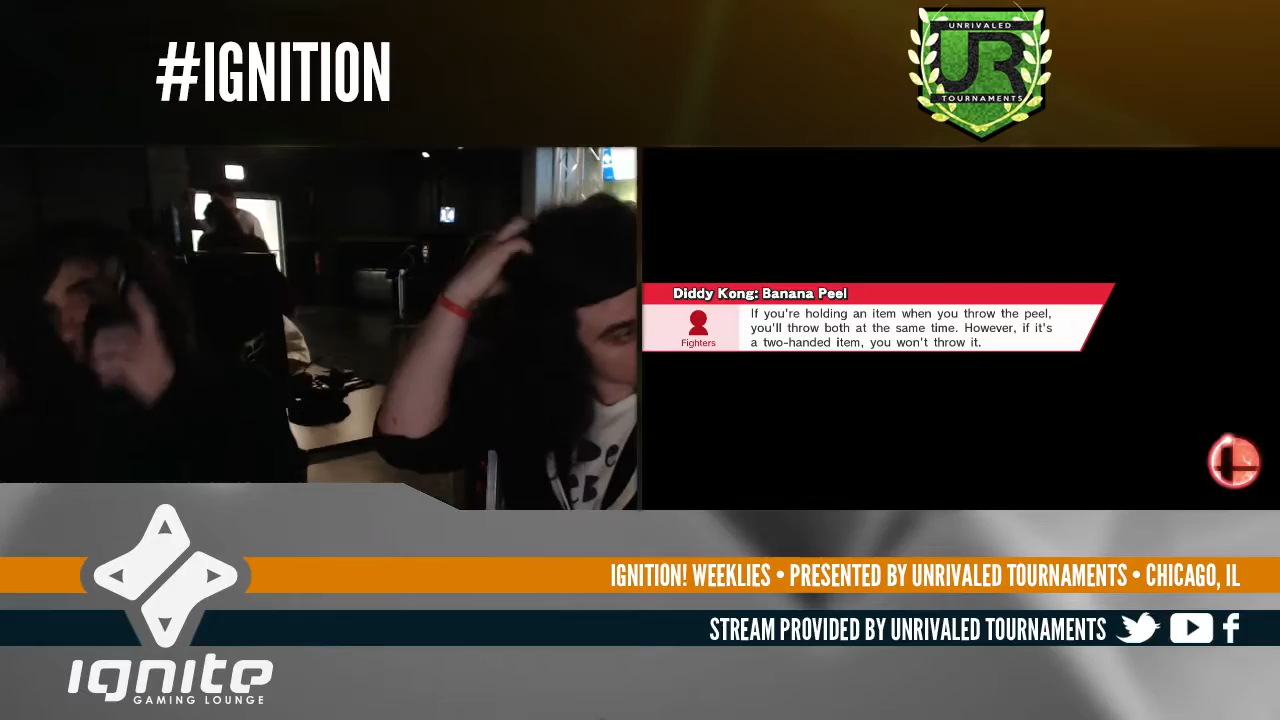 #IGNITION
UNRIVALED
UR
TOURNAMENTS
Diddy Kong: Banana Peel
If you're holding an item when you throw the peel,
you'll throw both at the same time. However, if it's
a two-handed item, you won't throw it.
Fighters
IGNITION! WEEKLIES • PRESENTED BY UNRIVALED TOURNAMENTS • CHICAGO, IL
STREAM PROVIDED BY UNRIVALED TOURNAMENTS
ignite
GAMING LOUNGE